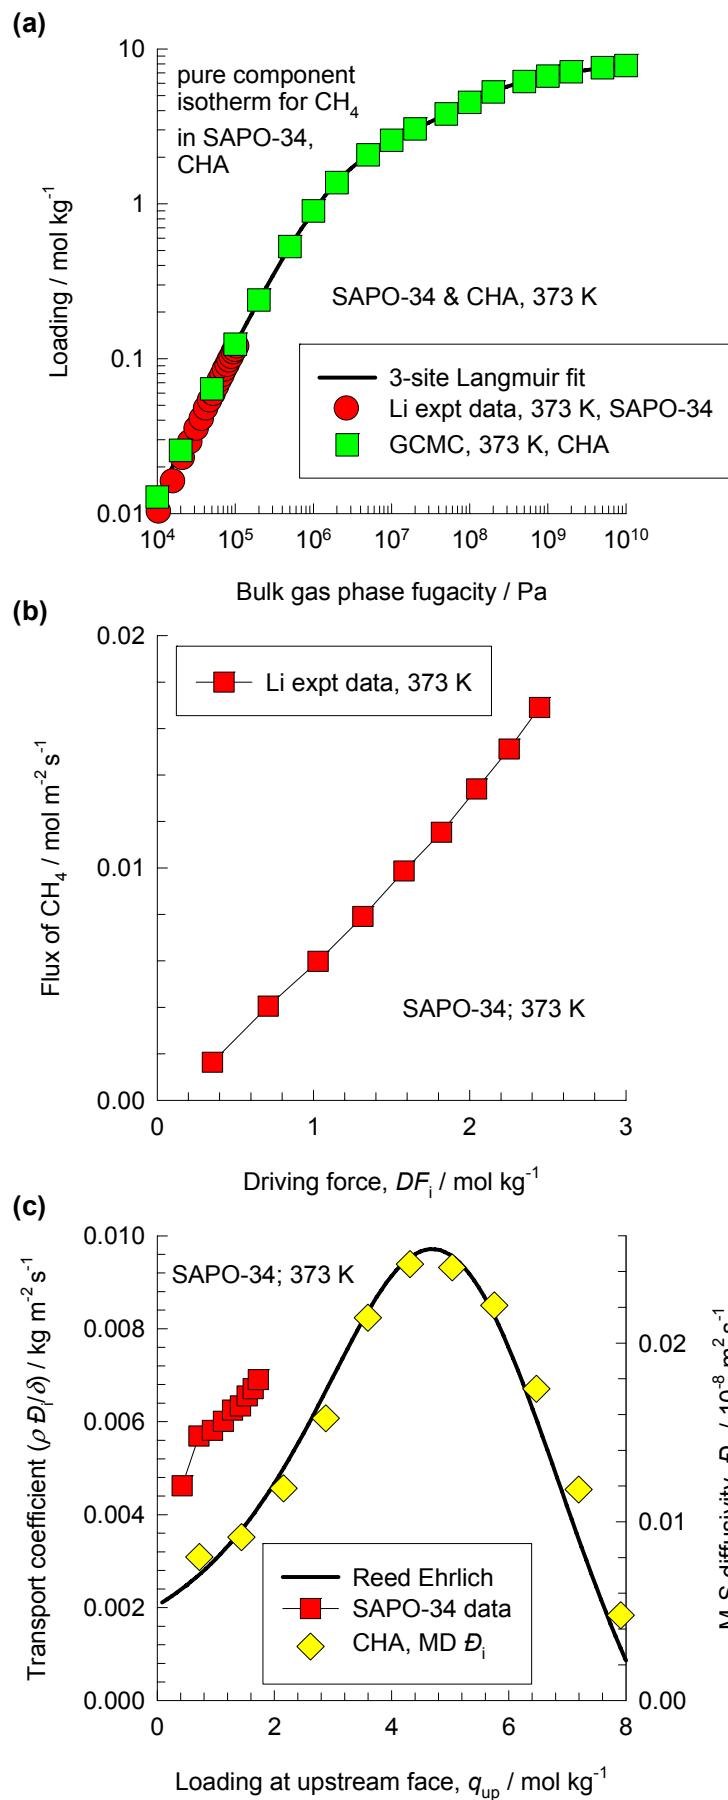 (a)
10
pure component
isotherm for CH4
in SAPO-34,
CHA
1
Loading / mol kg-1
SAPO-34 & CHA, 373 K
0.1
3-site Langmuir fit
Li expt data, 373 K, SAPO-34
GCMC, 373 K, CHA
0.01
10^4 10^5 10^6 10^7 10^8 10^9 10^10
Bulk gas phase fugacity / Pa
(b)
0.02
Li expt data, 373 K
Flux of CH4 / mol m-2 s-1
0.01
SAPO-34; 373 K
0.00
0 1 2 3
Driving force, DFi / mol kg-1
(c)
0.010
SAPO-34; 373 K
0.008
0.02
Transport coefficient (ρ Đi/δ) / kg m-2 s-1
0.006
0.004
0.01
Reed Ehrlich
SAPO-34 data
CHA, MD Đi
0.002
0.000
0.00
0 2 4 6 8
/ 10-8 m2 s-1
Loading at upstream face, qup / mol kg-1